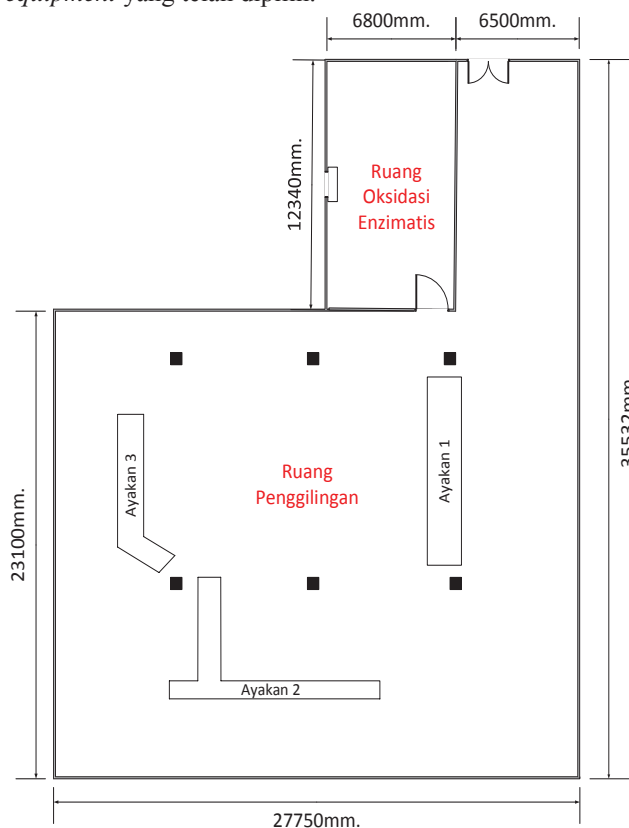 equipment yang telah dipilih.
6800mm.
6500mm.
12340mm.
Ruang
Oksidasi
Enzimatis
23100mm.
Ayakan 3
Ruang
Penggilingan
Ayakan 1
35532mm.
Ayakan 2
27750mm.